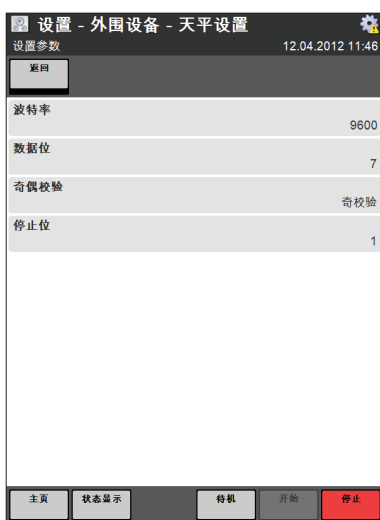 设置 - 外围设备 - 天平设置
设置参数 12.04.2012 11:46
返回
波特率
9600
数据位
7
奇偶校验
奇校验
停止位
1
主页 状态显示 待机 开始 停止